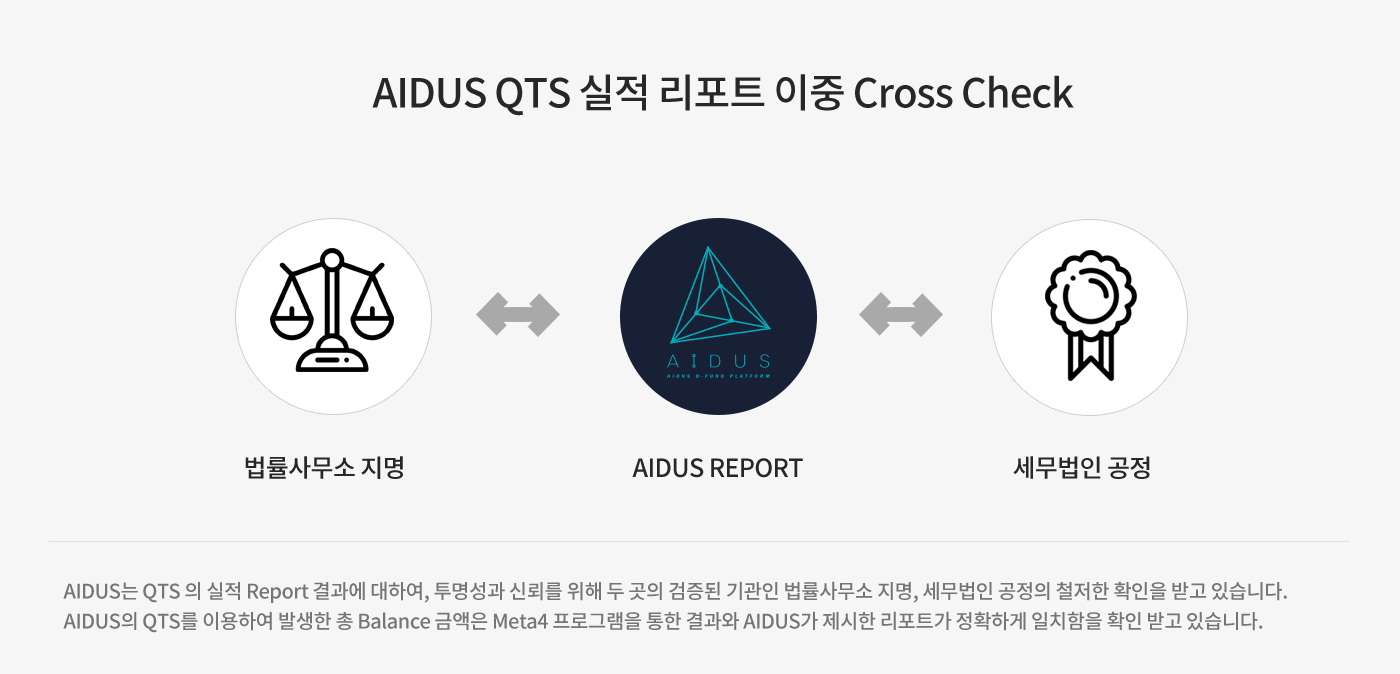 AIDUS QTS 실적 리포트 이중 Cross Check
AIDUS
AIDUS D-FUND PLATFORM
법률사무소 지명
AIDUS REPORT
세무법인 공정
AIDUS는 QTS 의 실적 Report 결과에 대하여, 투명성과 신뢰를 위해 두 곳의 검증된 기관인 법률사무소 지명, 세무법인 공정의 철저한 확인을 받고 있습니다.
AIDUS의 QTS를 이용하여 발생한 총 Balance 금액은 Meta4 프로그램을 통한 결과와 AIDUS가 제시한 리포트가 정확하게 일치함을 확인 받고 있습니다.